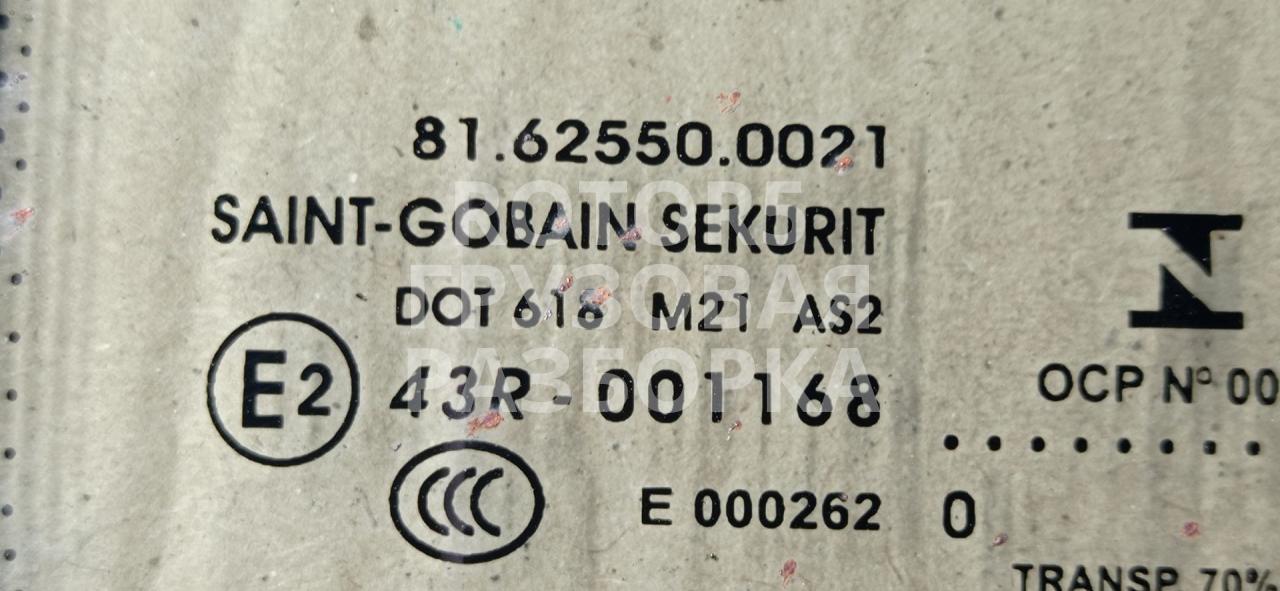 81.62550.0021
SAINT-GOBAIN SEKURIT
DOT 618 M21 AS2
E2 43R - 001168
CCC E 000262 0
OCP Nº 00
TRANSP. 70%
РОТОРБ
ГРУЗОВАЯ
РАЗБОРКА